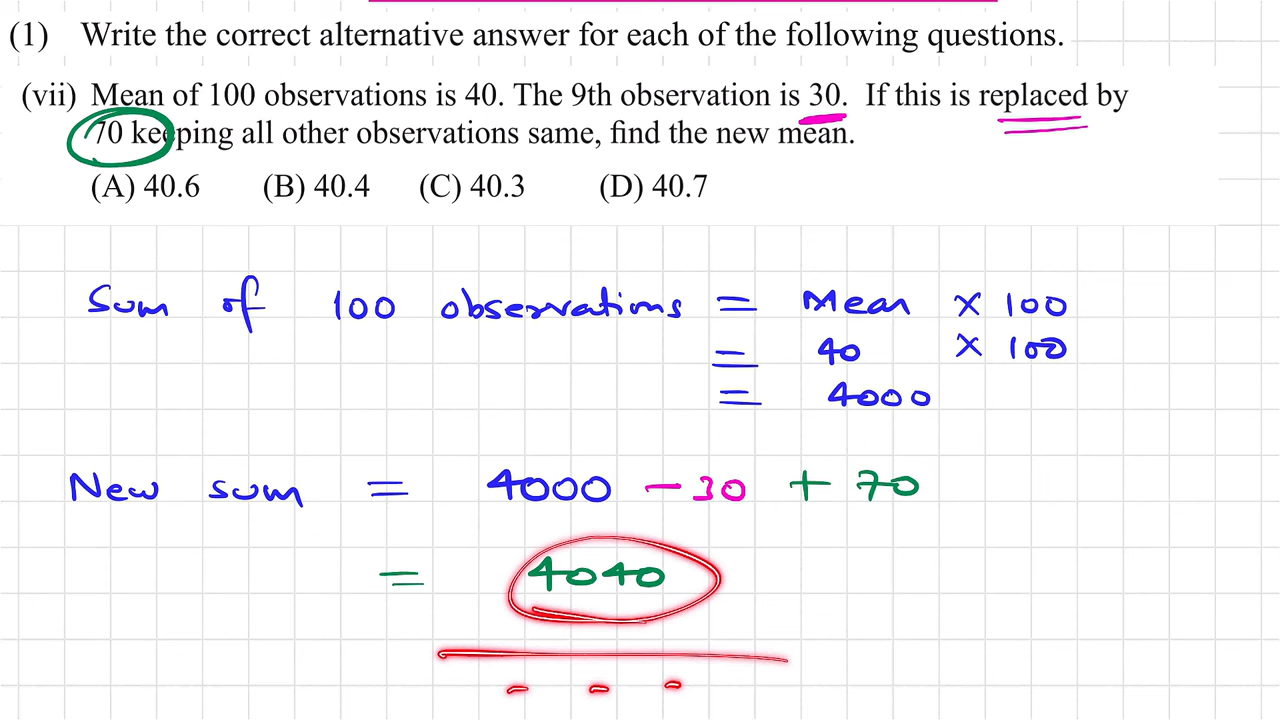 (1) Write the correct alternative answer for each of the following questions.
(vii) Mean of 100 observations is 40. The 9th observation is 30. If this is replaced by
70 keeping all other observations same, find the new mean.
(A) 40.6 (B) 40.4 (C) 40.3 (D) 40.7
Sum of 100 observations = Mean × 100
= 40 × 100
= 4000
New sum = 4000 - 30 + 70
= 4040